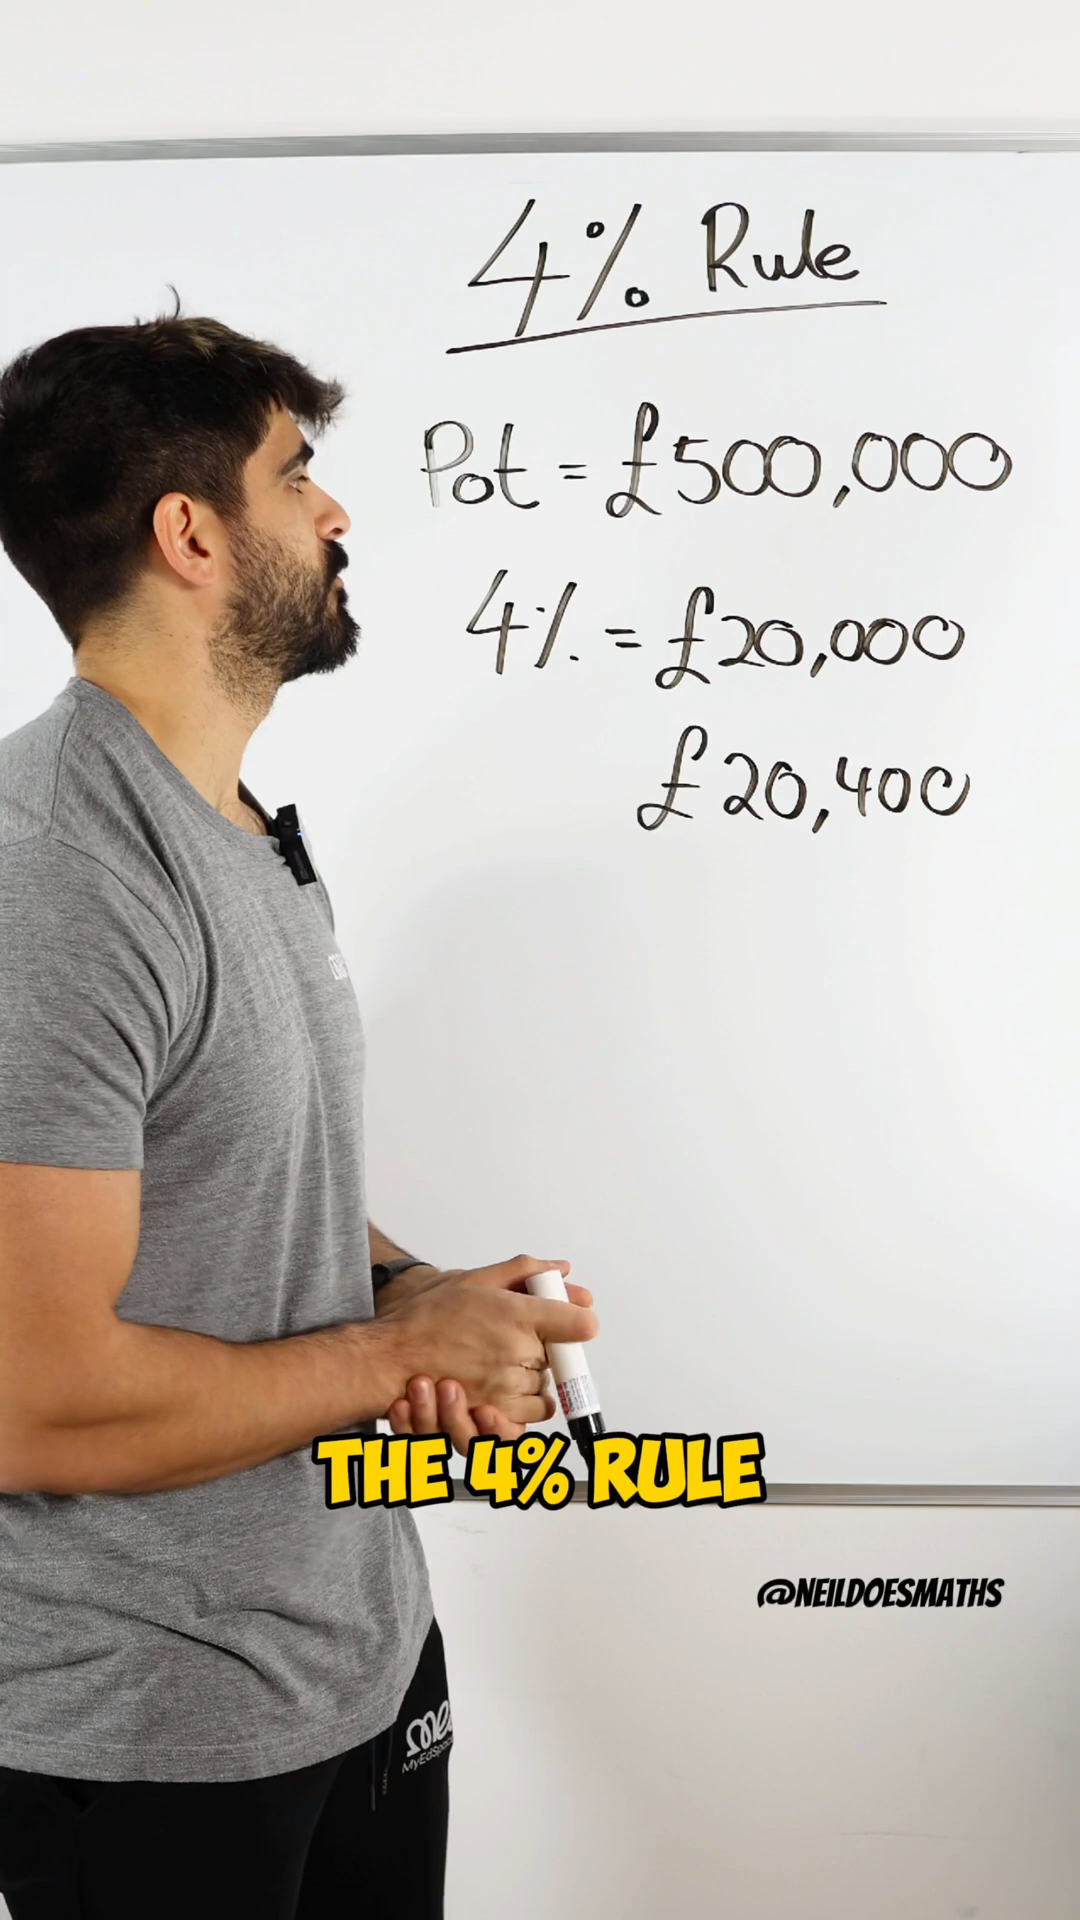 4% Rule
Pot = £500,000
4% = £20,000
£20,400
THE 4% RULE
@NEILDOESMATHS